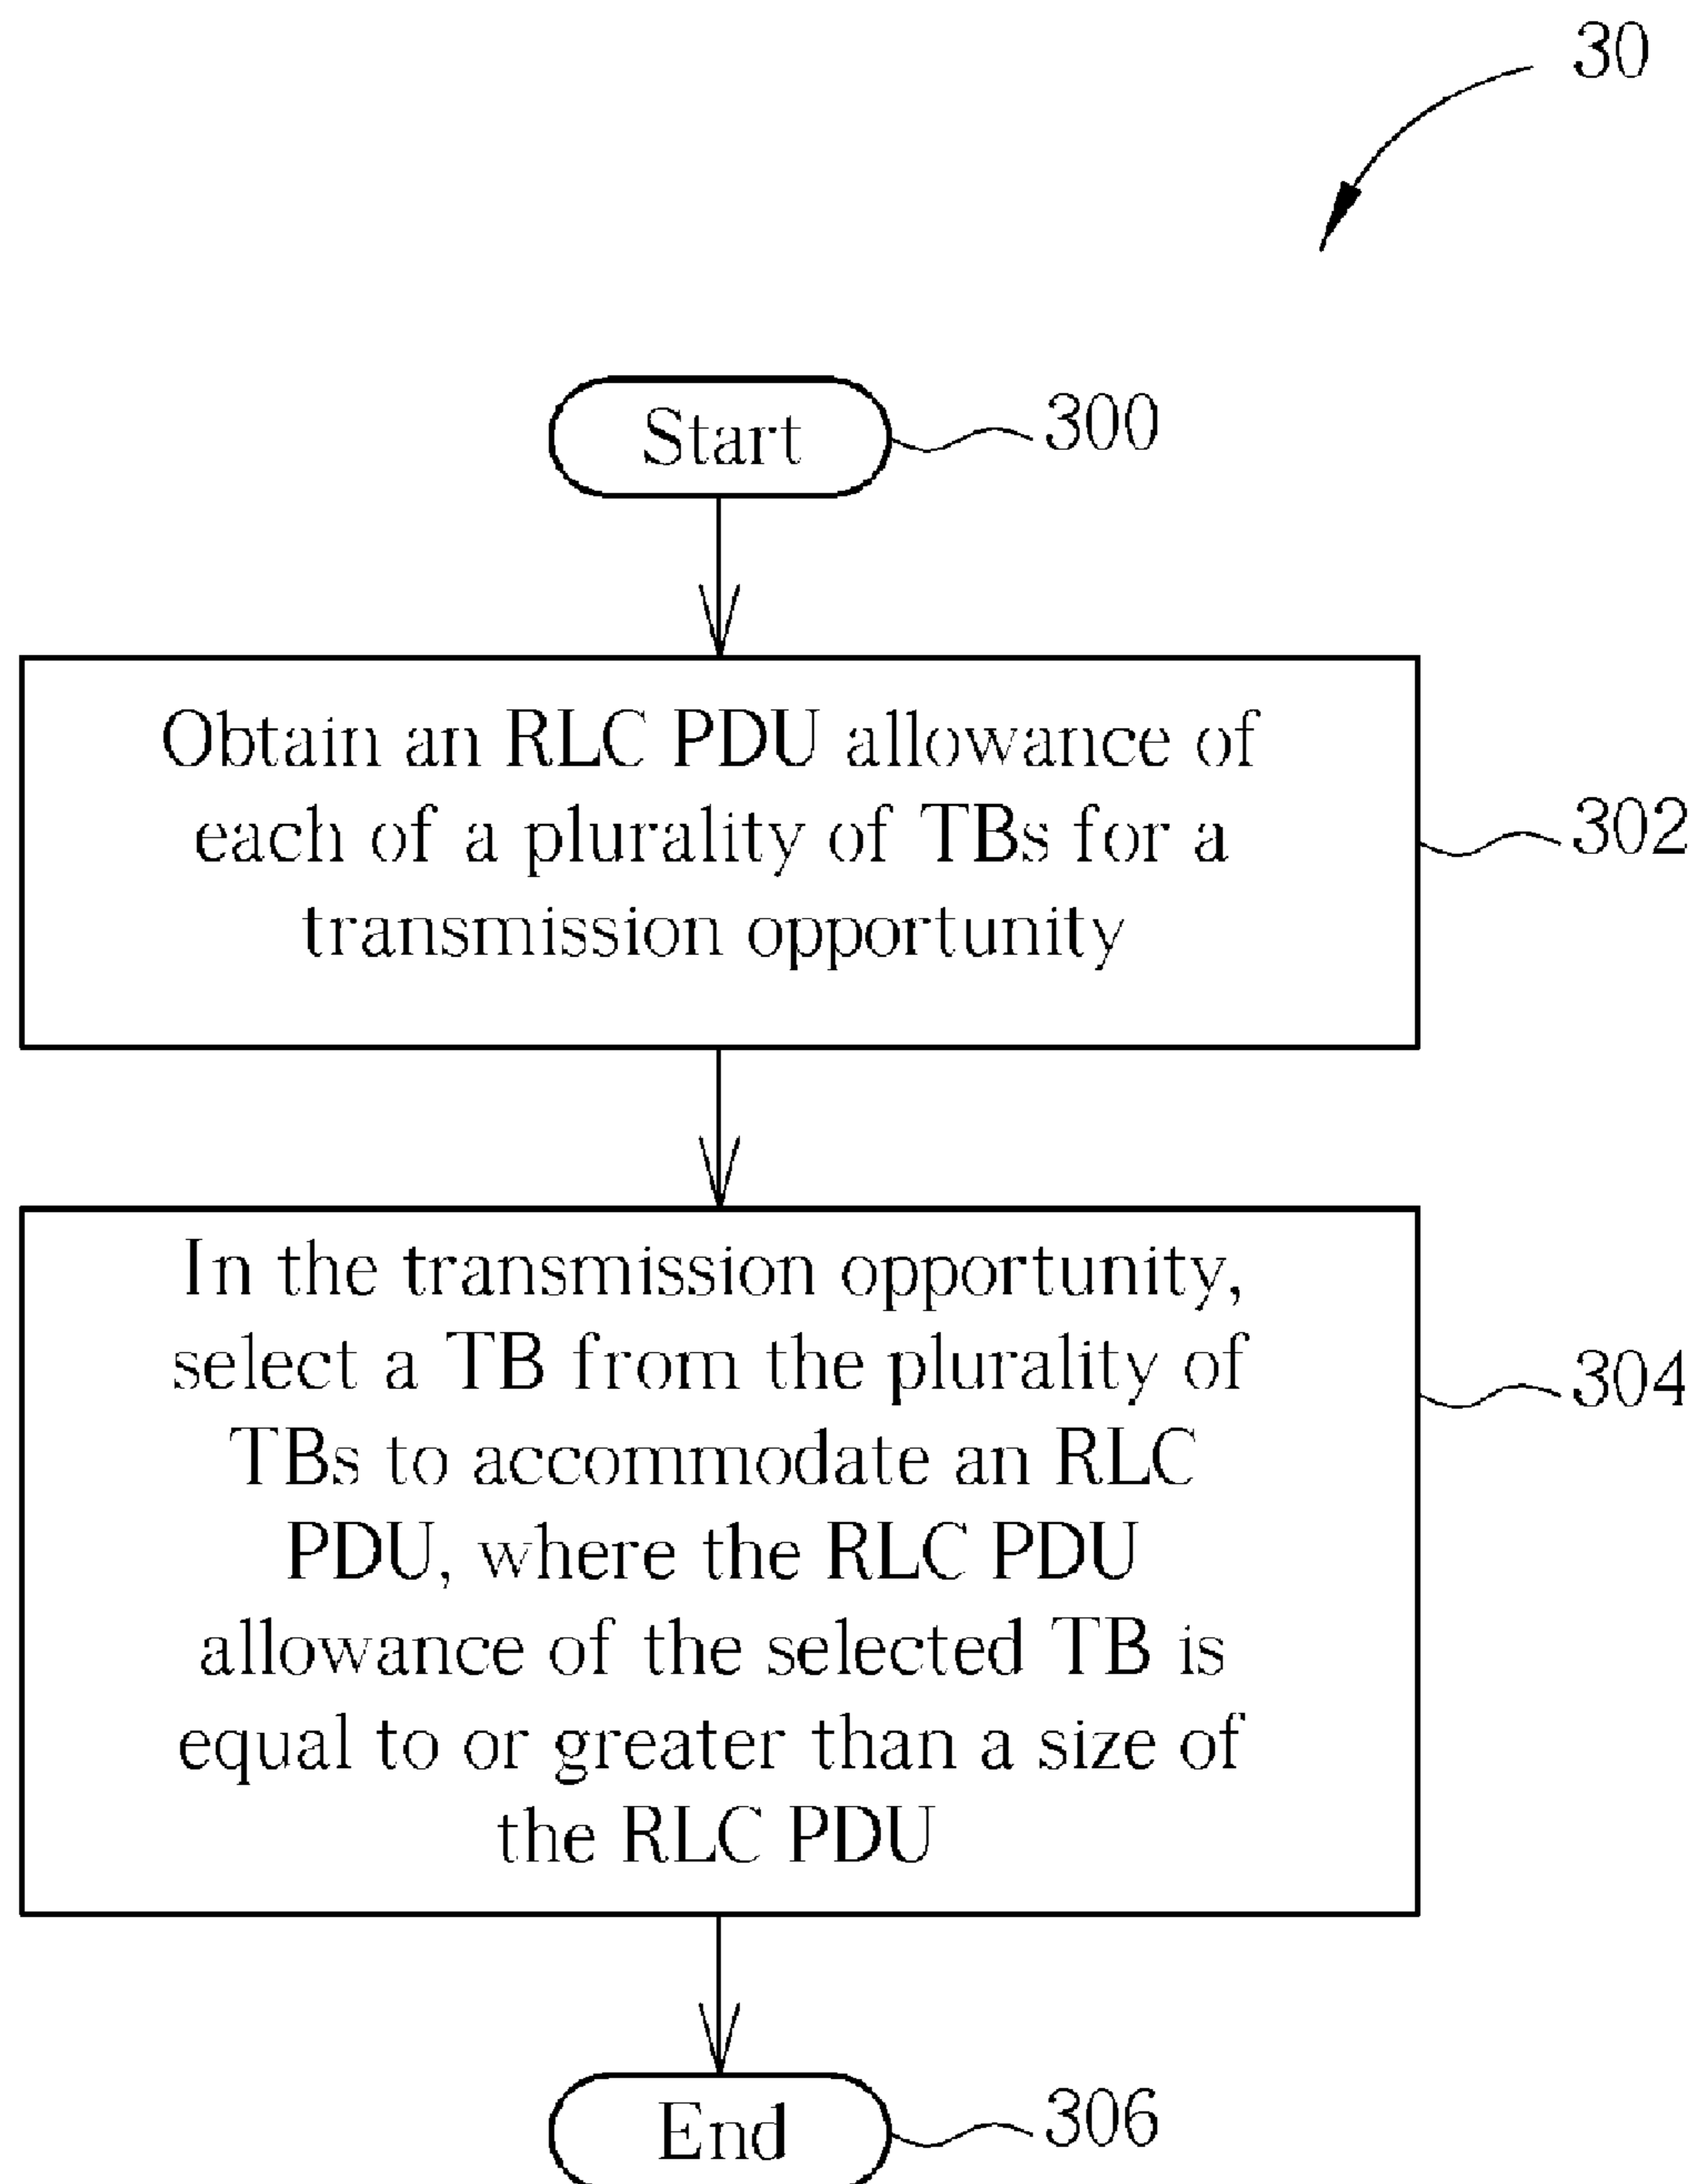 30
Start
300
Obtain an RLC PDU allowance of
each of a plurality of TBs for a
transmission opportunity
302
In the transmission opportunity,
select a TB from the plurality of
TBs to accommodate an RLC
PDU, where the RLC PDU
allowance of the selected TB is
equal to or greater than a size of
the RLC PDU
304
End
306